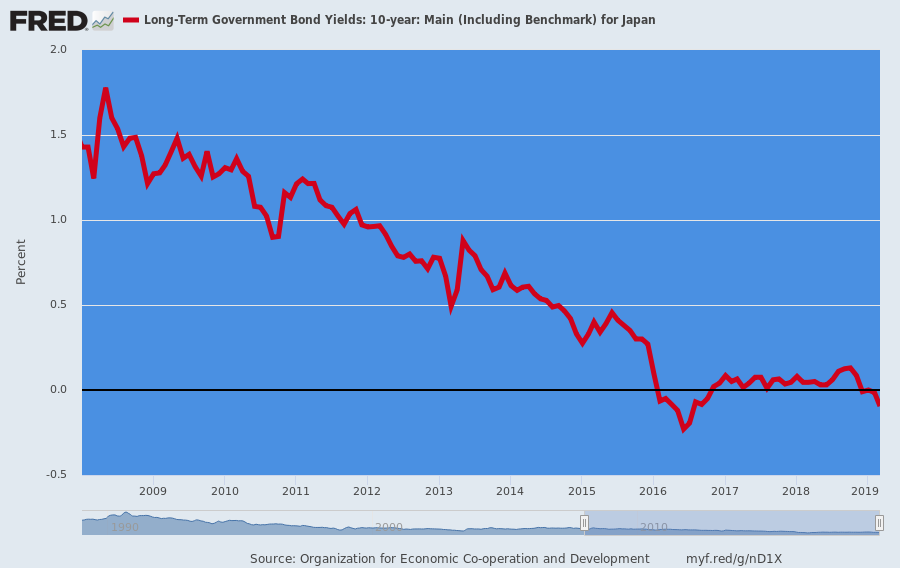 FRED Long-Term Government Bond Yields: 10-year: Main (Including Benchmark) for Japan
2.0
1.5
1.0
0.5
0.0
-0.5
Percent
2009 2010 2011 2012 2013 2014 2015 2016 2017 2018 2019
1990 2000 2010
Source: Organization for Economic Co-operation and Development myf.red/g/nD1X